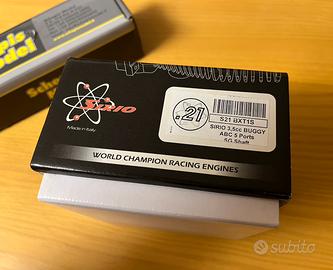 SIRIO
Made in Italy
.21
S21 BXT1S
SIRIO 3,5cc BUGGY
ABC 5 Ports
SG Shaft
WORLD CHAMPION RACING ENGINES
subito